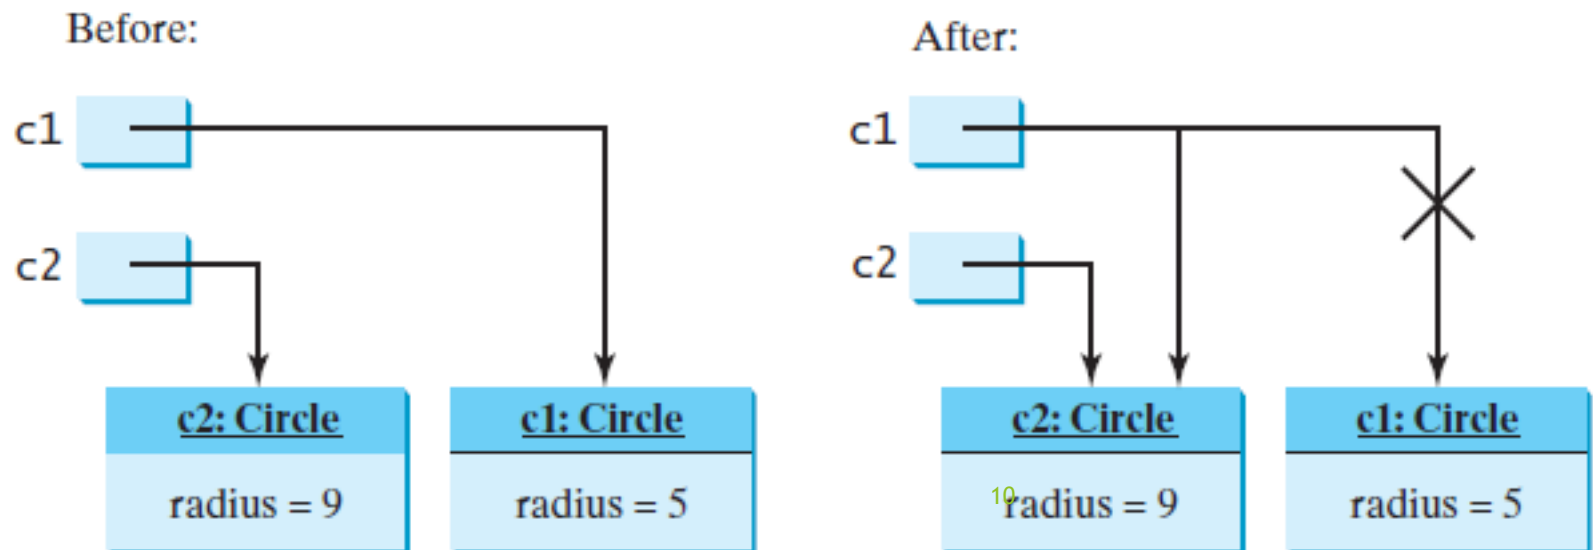 Before:
c1
c2
c2: Circle
radius = 9
c1: Circle
radius = 5
After:
c1
c2
c2: Circle
10
radius = 9
c1: Circle
radius = 5